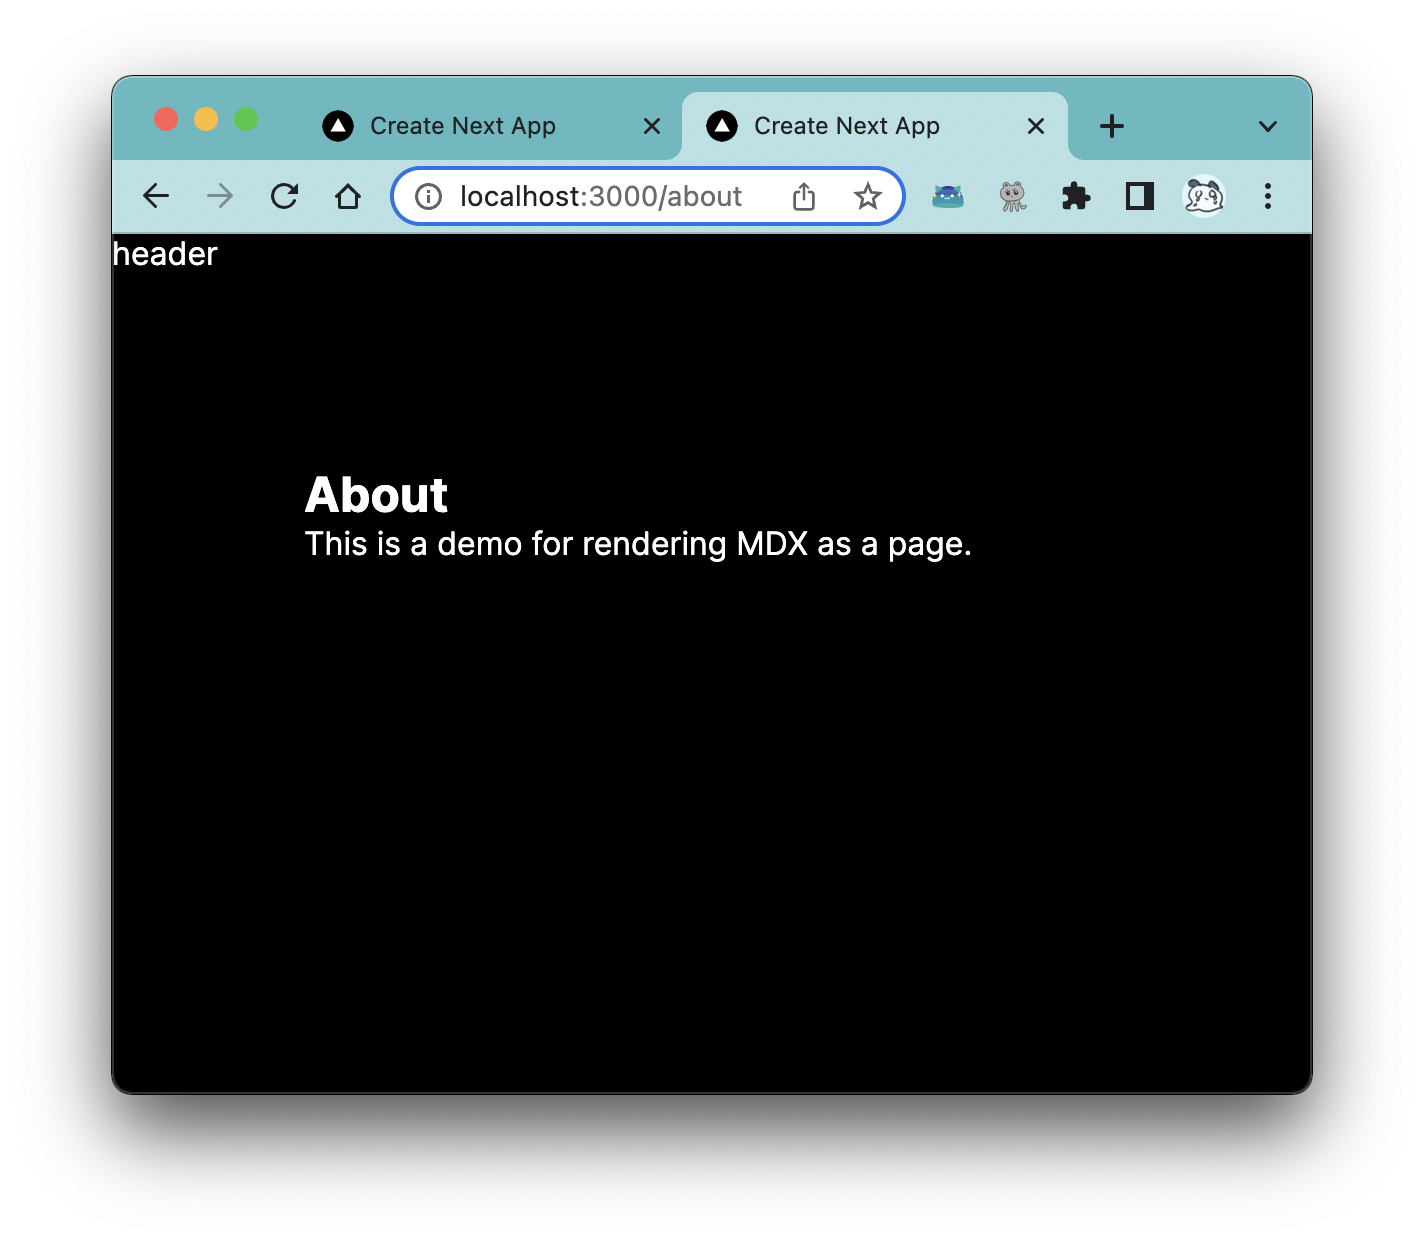 Create Next App
Create Next App
localhost:3000/about
header
About
This is a demo for rendering MDX as a page.